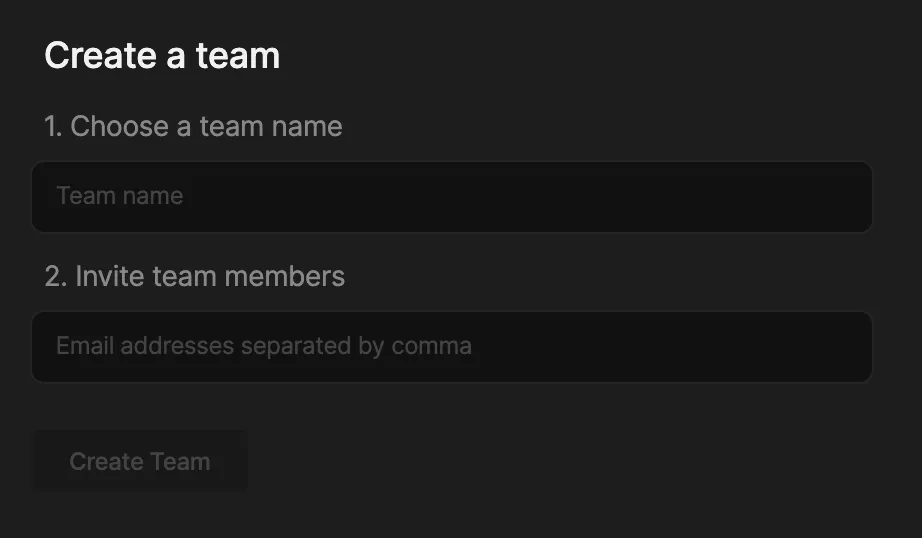 Create a team
1. Choose a team name
Team name
2. Invite team members
Email addresses separated by comma
Create Team